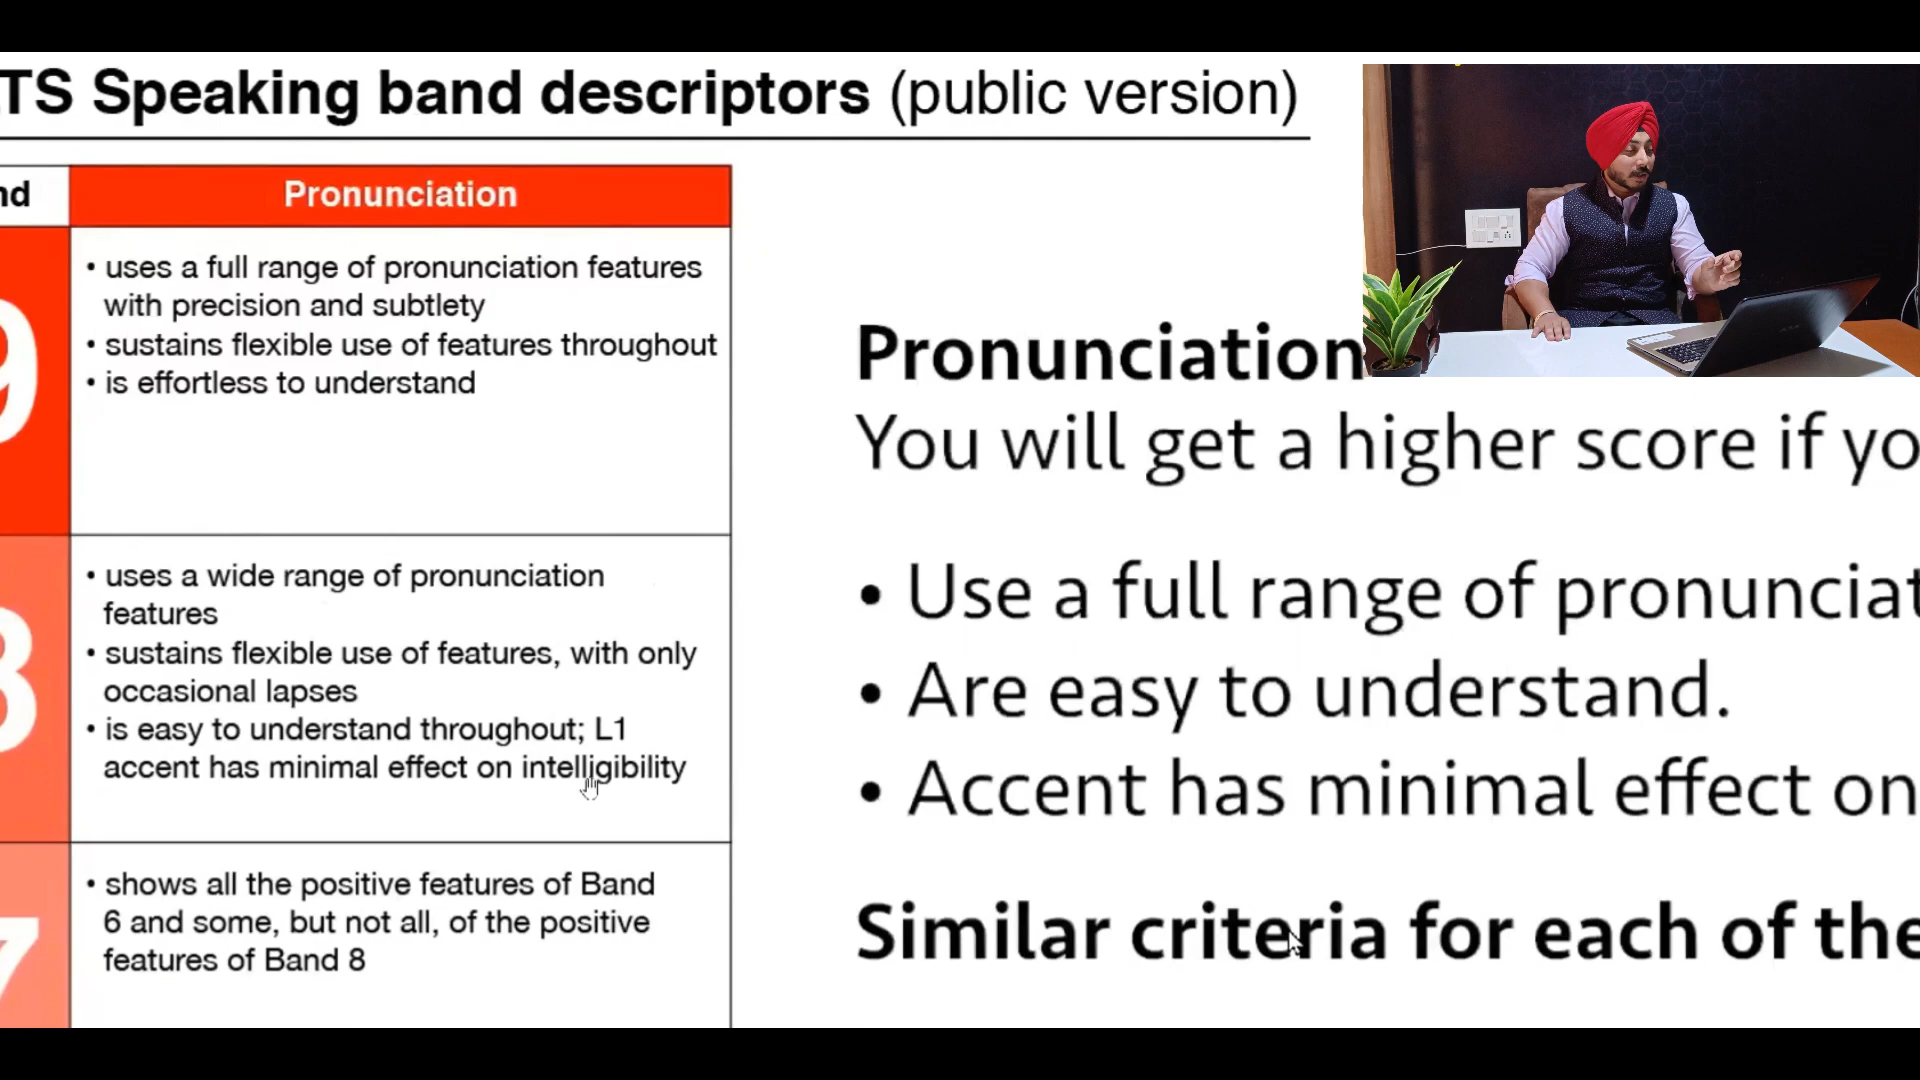 TS Speaking band descriptors (public version)
nd
Pronunciation
9
• uses a full range of pronunciation features
with precision and subtlety
• sustains flexible use of features throughout
• is effortless to understand
8
• uses a wide range of pronunciation
features
• sustains flexible use of features, with only
occasional lapses
• is easy to understand throughout; L1
accent has minimal effect on intelligibility
7
• shows all the positive features of Band
6 and some, but not all, of the positive
features of Band 8
Pronunciation
You will get a higher score if yo
• Use a full range of pronunciat
• Are easy to understand.
• Accent has minimal effect on
Similar criteria for each of the